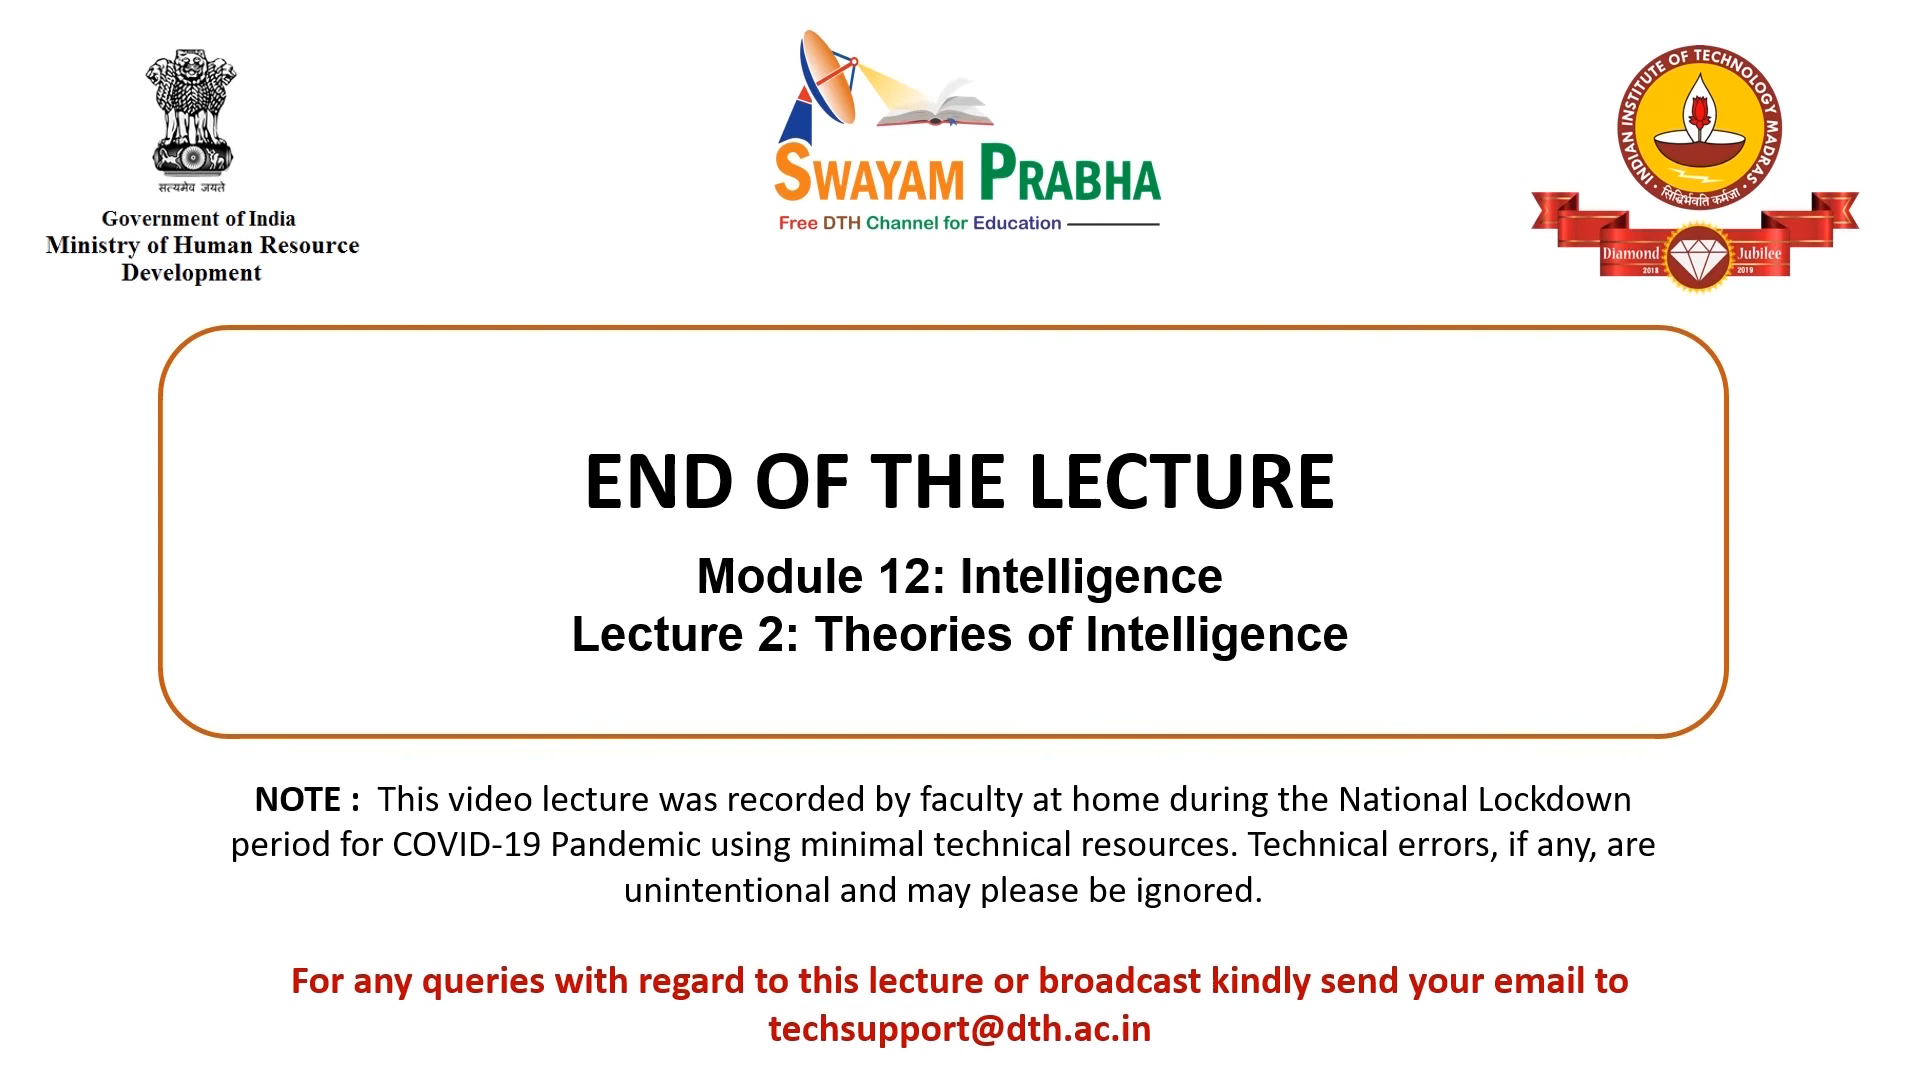 सत्यमेव जयते
Government of India
Ministry of Human Resource
Development
SWAYAM PRABHA
Free DTH Channel for Education
INDIAN INSTITUTE OF TECHNOLOGY MADRAS
सिद्धिर्भवति कर्मजा
Diamond Jubilee
2018 2019
END OF THE LECTURE
Module 12: Intelligence
Lecture 2: Theories of Intelligence
NOTE : This video lecture was recorded by faculty at home during the National Lockdown
period for COVID-19 Pandemic using minimal technical resources. Technical errors, if any, are
unintentional and may please be ignored.
For any queries with regard to this lecture or broadcast kindly send your email to
techsupport@dth.ac.in